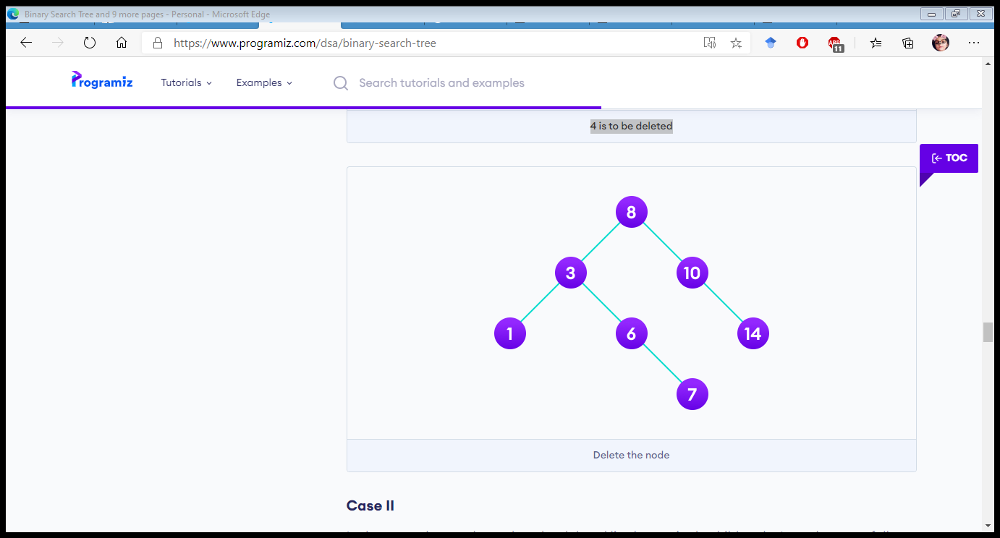 Binary Search Tree and 9 more pages - Personal - Microsoft Edge
https://www.programiz.com/dsa/binary-search-tree
11
Programiz
Tutorials
Examples
Search tutorials and examples
4 is to be deleted
TOC
8
3 10
1 6 14
7
Delete the node
Case II